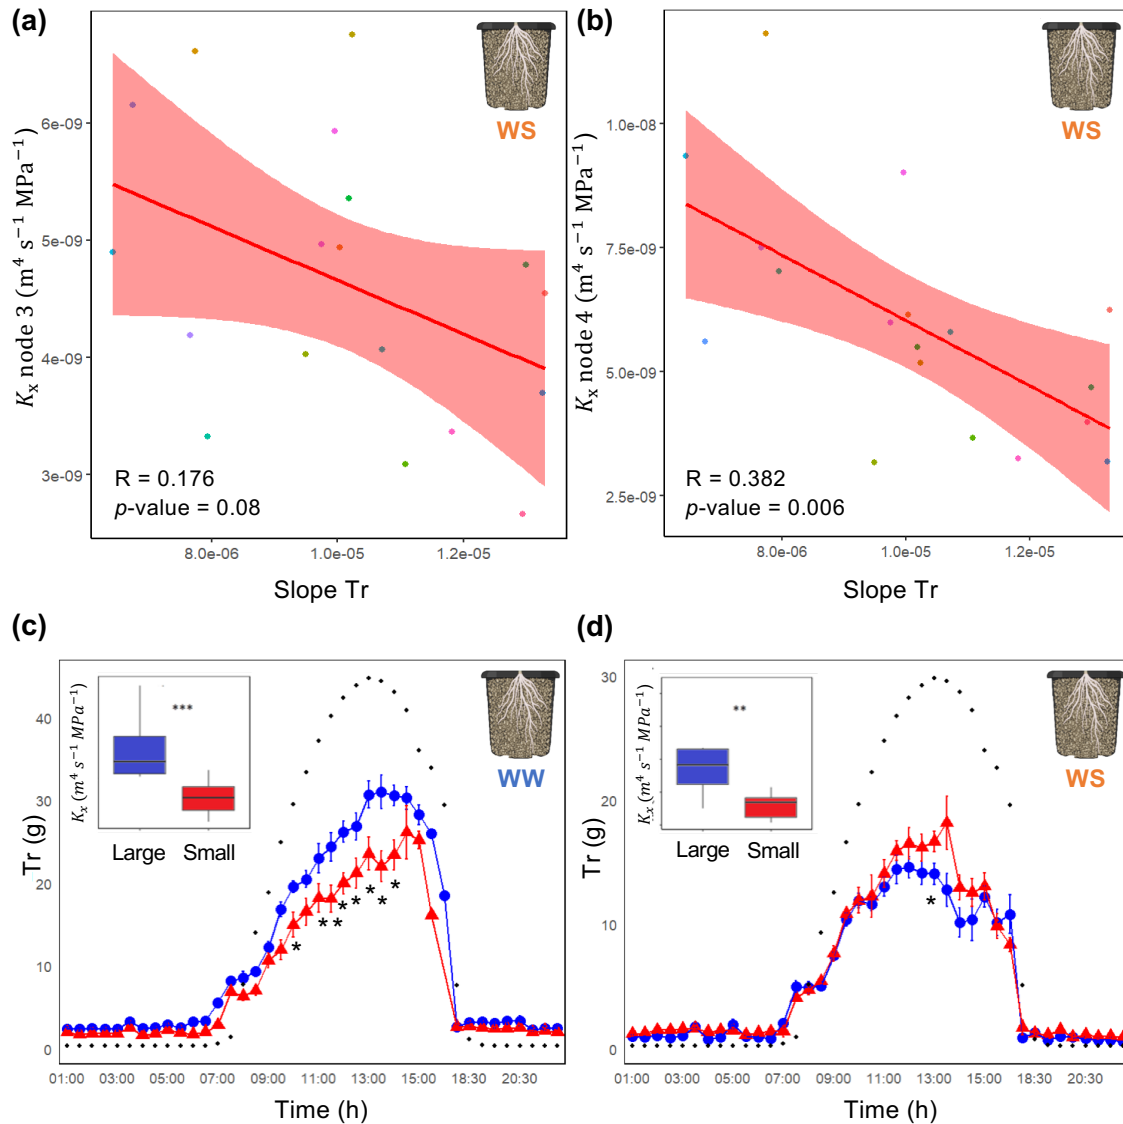 (a)
WS
6e-09
5e-09
4e-09
3e-09
K_x node 3 (m⁴ s⁻¹ MPa⁻¹)
R = 0.176
p-value = 0.08
8.0e-06 1.0e-05 1.2e-05
Slope Tr
(b)
WS
1.0e-08
7.5e-09
5.0e-09
2.5e-09
K_x node 4 (m⁴ s⁻¹ MPa⁻¹)
R = 0.382
p-value = 0.006
8.0e-06 1.0e-05 1.2e-05
Slope Tr
(c)
K_x (m⁴ s⁻¹ MPa⁻¹)
***
Large Small
WW
40
30
20
10
0
Tr (g)
* * * * * * * *
01:00 03:00 05:00 07:00 09:00 11:00 13:00 15:00 18:30 20:30
Time (h)
(d)
K_x (m⁴ s⁻¹ MPa⁻¹)
**
Large Small
WS
30
20
10
0
Tr (g)
*
01:00 03:00 05:00 07:00 09:00 11:00 13:00 15:00 18:30 20:30
Time (h)